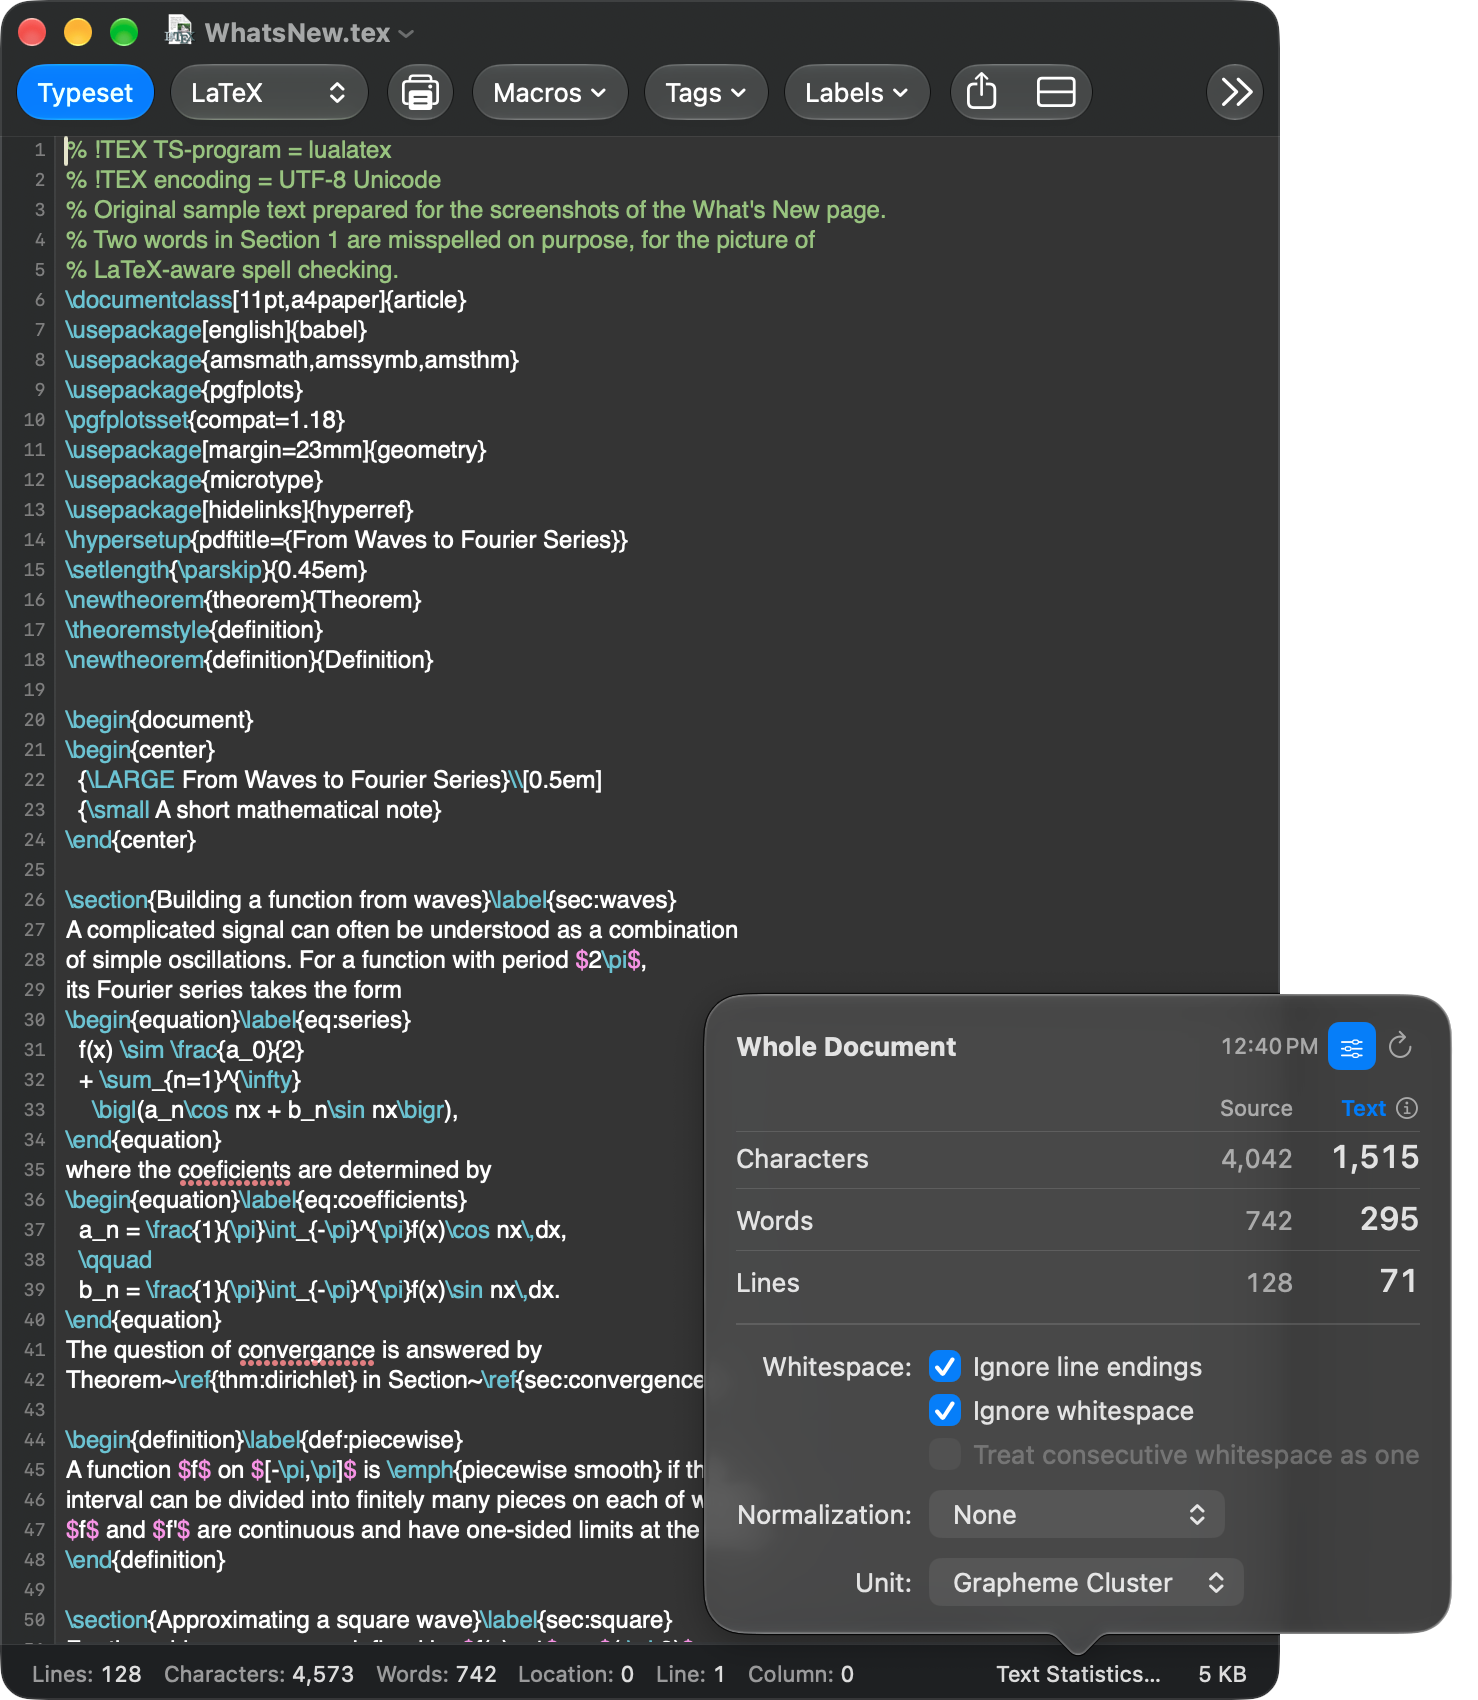 WhatsNew.tex
Typeset LaTeX Macros Tags Labels
1 % !TEX TS-program = lualatex
2 % !TEX encoding = UTF-8 Unicode
3 % Original sample text prepared for the screenshots of the What's New page.
4 % Two words in Section 1 are misspelled on purpose, for the picture of
5 % LaTeX-aware spell checking.
6 \documentclass[11pt,a4paper]{article}
7 \usepackage[english]{babel}
8 \usepackage{amsmath,amssymb,amsthm}
9 \usepackage{pgfplots}
10 \pgfplotsset{compat=1.18}
11 \usepackage[margin=23mm]{geometry}
12 \usepackage{microtype}
13 \usepackage[hidelinks]{hyperref}
14 \hypersetup{pdftitle={From Waves to Fourier Series}}
15 \setlength{\parskip}{0.45em}
16 \newtheorem{theorem}{Theorem}
17 \theoremstyle{definition}
18 \newtheorem{definition}{Definition}
19
20 \begin{document}
21 \begin{center}
22 {\LARGE From Waves to Fourier Series}\\[0.5em]
23 {\small A short mathematical note}
24 \end{center}
25
26 \section{Building a function from waves}\label{sec:waves}
27 A complicated signal can often be understood as a combination
28 of simple oscillations. For a function with period $2\pi$,
29 its Fourier series takes the form
30 \begin{equation}\label{eq:series}
31 f(x) \sim \frac{a_0}{2}
32 + \sum_{n=1}^{\infty}
33 \bigl(a_n\cos nx + b_n\sin nx\bigr),
34 \end{equation}
35 where the coeficients are determined by
36 \begin{equation}\label{eq:coefficients}
37 a_n = \frac{1}{\pi}\int_{-\pi}^{\pi}f(x)\cos nx\,dx,
38 \qquad
39 b_n = \frac{1}{\pi}\int_{-\pi}^{\pi}f(x)\sin nx\,dx.
40 \end{equation}
41 The question of convergance is answered by
42 Theorem~\ref{thm:dirichlet} in Section~\ref{sec:convergence
43
44 \begin{definition}\label{def:piecewise}
45 A function $f$ on $[-\pi,\pi]$ is \emph{piecewise smooth} if th
46 interval can be divided into finitely many pieces on each of w
47 $f$ and $f'$ are continuous and have one-sided limits at the
48 \end{definition}
49
50 \section{Approximating a square wave}\label{sec:square}
Whole Document 12:40 PM
Source Text
Characters 4,042 1,515
Words 742 295
Lines 128 71
Whitespace: Ignore line endings
Ignore whitespace
Treat consecutive whitespace as one
Normalization: None
Unit: Grapheme Cluster
Lines: 128 Characters: 4,573 Words: 742 Location: 0 Line: 1 Column: 0 Text Statistics... 5 KB